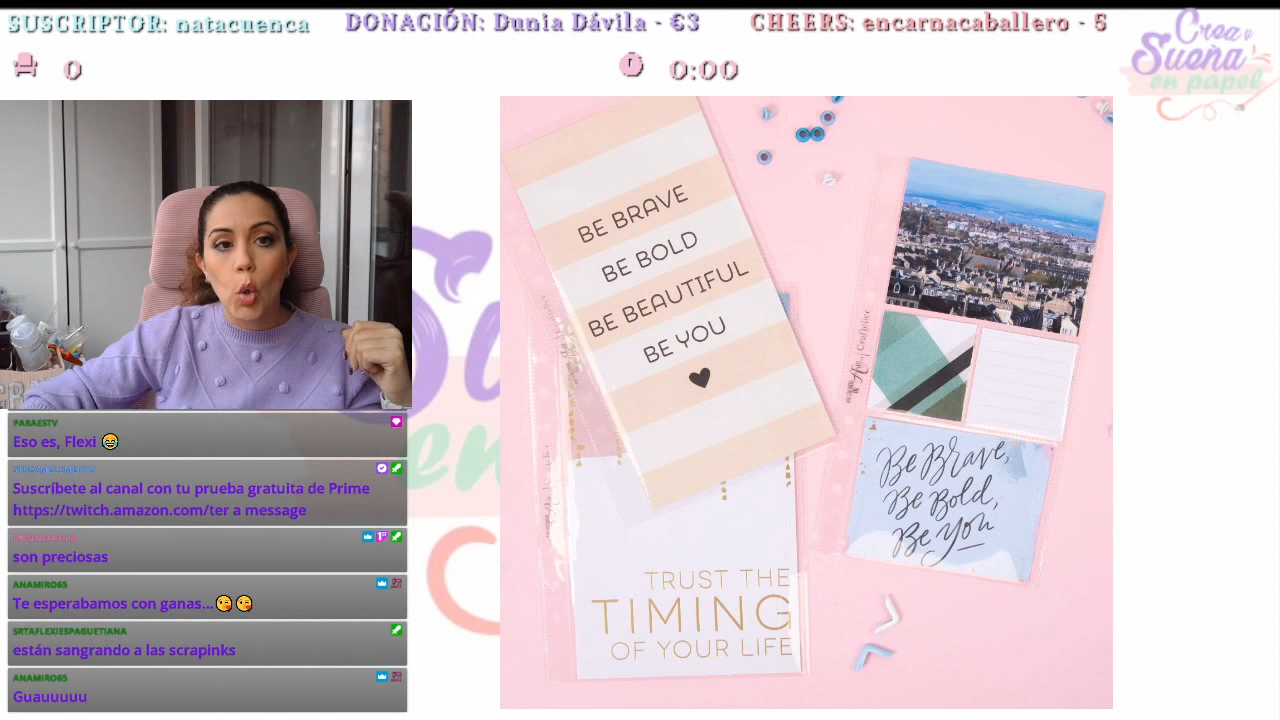 SUSCRIPTOR: natacuenca
DONACIÓN: Dunia Dávila - €3
CHEERS: encarnacaballero - 5
Crea y
Sueña
en papel
0
0:00
BE BRAVE
BE BOLD
BE BEAUTIFUL
BE YOU
TRUST THE
TIMING
OF YOUR LIFE
Be Brave,
Be Bold,
Be You
PARAESTV
Eso es, Flexi
Suscríbete al canal con tu prueba gratuita de Prime
https://twitch.amazon.com/ter a message
1ST
son preciosas
ANAMIRO65
Te esperabamos con ganas...
SRTAFLEXIESPAGUETIANA
están sangrando a las scrapinks
ANAMIRO65
Guauuuuu